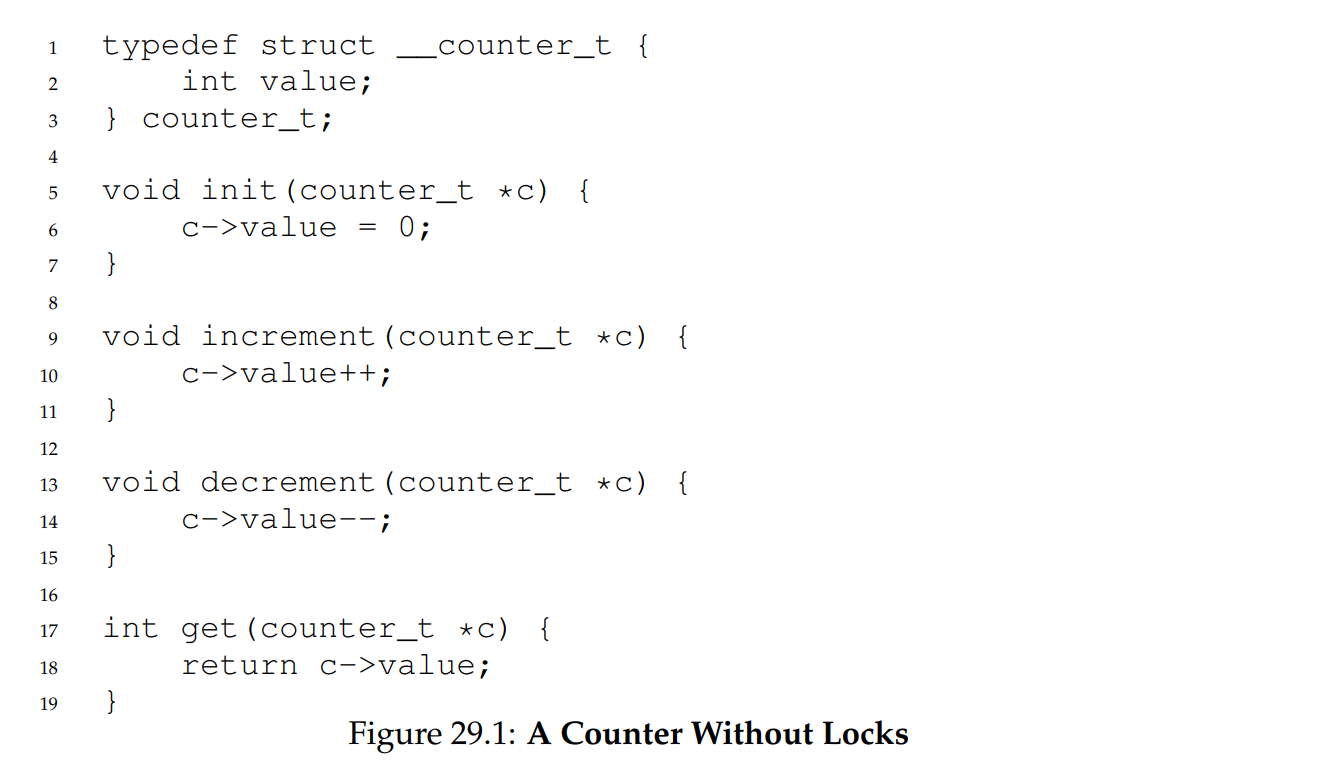 1 typedef struct __counter_t {
2 int value;
3 } counter_t;
4
5 void init(counter_t *c) {
6 c->value = 0;
7 }
8
9 void increment(counter_t *c) {
10 c->value++;
11 }
12
13 void decrement(counter_t *c) {
14 c->value--;
15 }
16
17 int get(counter_t *c) {
18 return c->value;
19 }
Figure 29.1: A Counter Without Locks